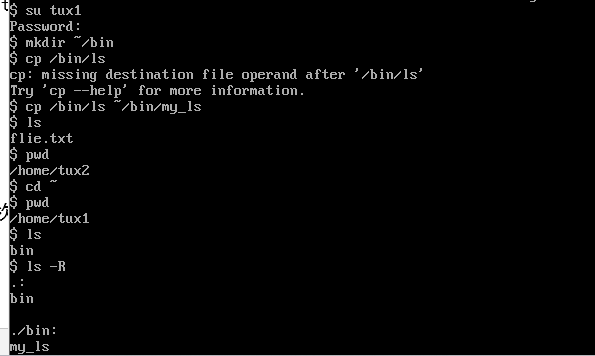 $ su tux1
Password:
$ mkdir ~/bin
$ cp /bin/ls
cp: missing destination file operand after '/bin/ls'
Try 'cp --help' for more information.
$ cp /bin/ls ~/bin/my_ls
$ ls
flie.txt
$ pwd
/home/tux2
$ cd ~
$ pwd
/home/tux1
$ ls
bin
$ ls -R
.:
bin

./bin:
my_ls